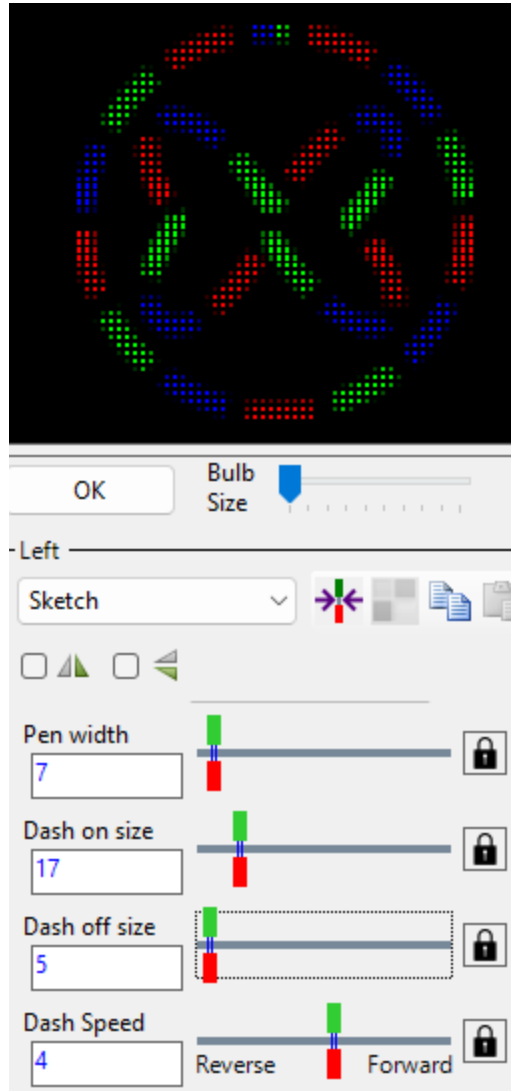 OK
Bulb
Size
Left
Sketch
Pen width
7
Dash on size
17
Dash off size
5
Dash Speed
4
Reverse
Forward